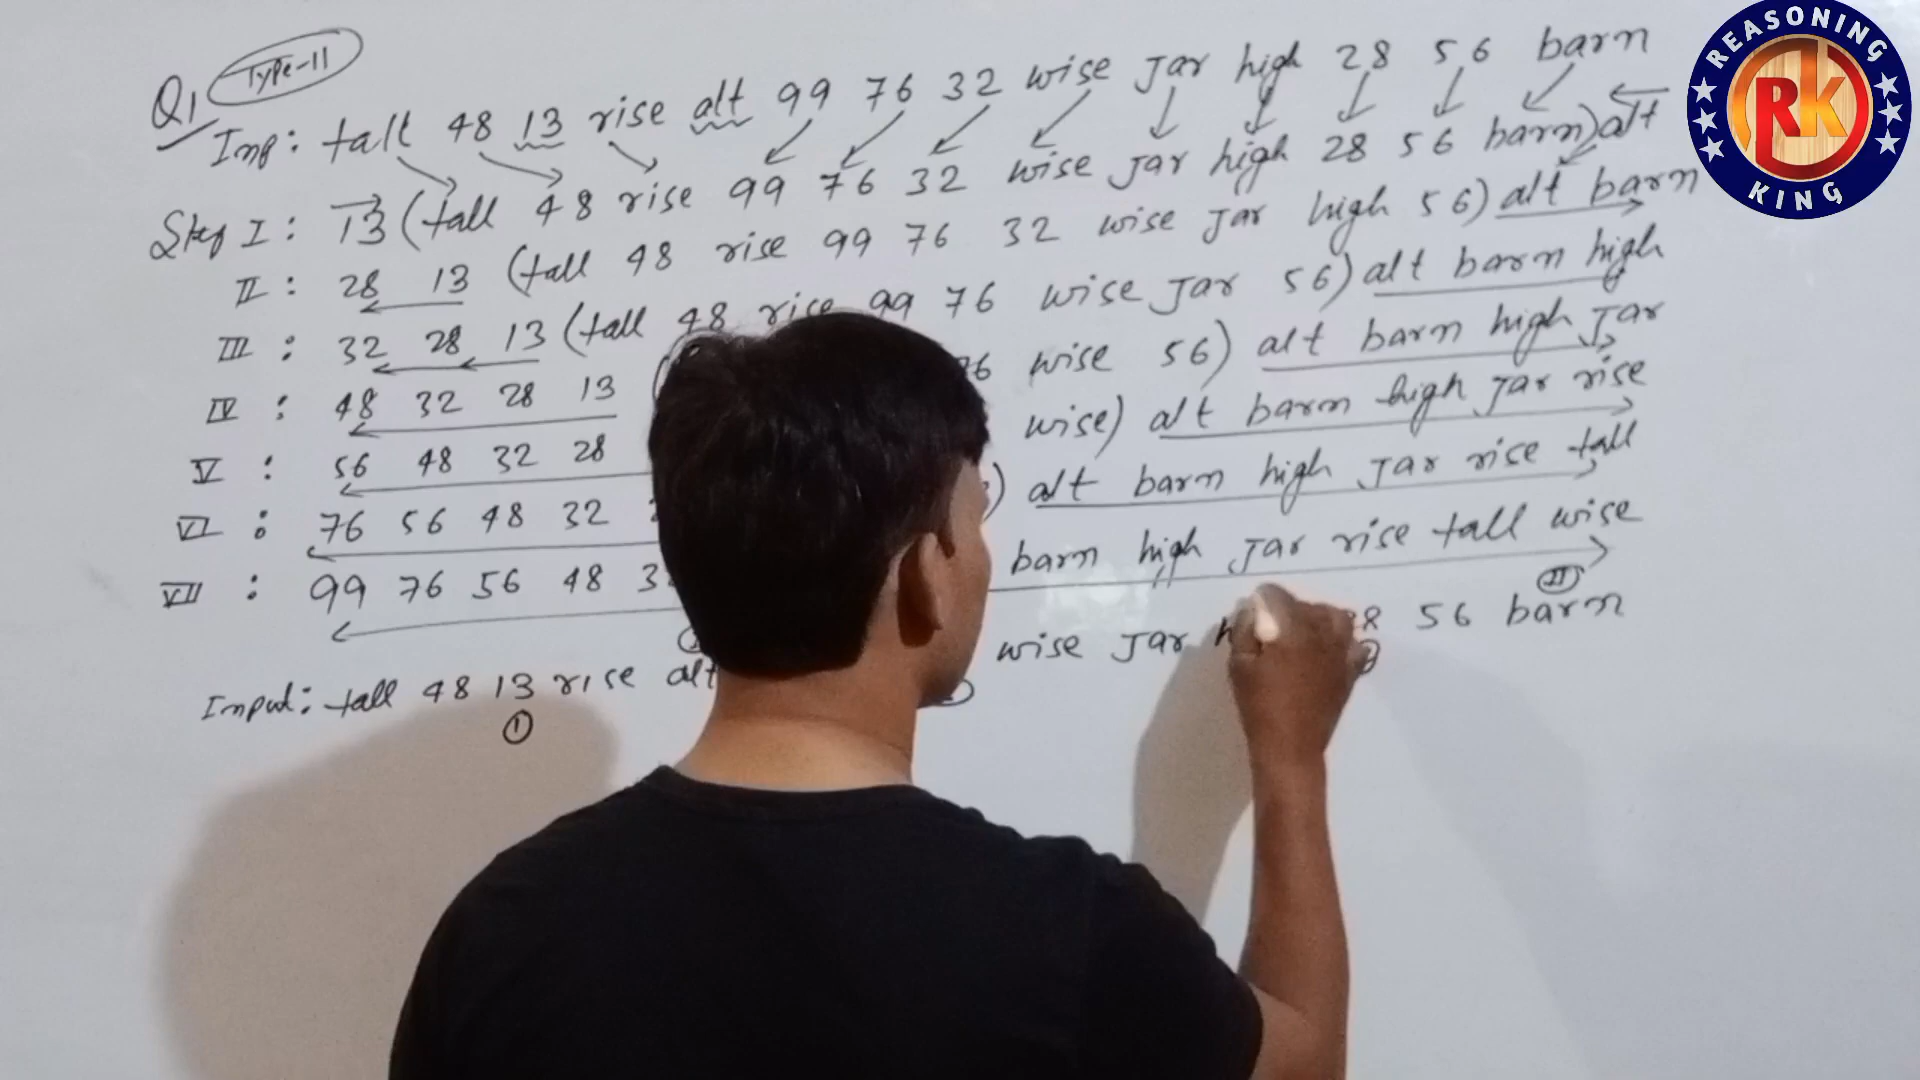 Q1 Type-II
Inp: tall 48 13 rise alt 99 76 32 wise Jar high 28 56 barn
Step I: 13 (tall 48 rise 99 76 32 wise Jar high 28 56 barn) alt
II: 28 13 (tall 48 rise 99 76 32 wise Jar high 56) alt barn
III: 32 28 13 (tall 48 rise 99 76 wise Jar 56) alt barn high
IV: 48 32 28 13 ( 76 wise 56) alt barn high Jar
V: 56 48 32 28 wise) alt barn high Jar rise
VI: 76 56 48 32 ) alt barn high Jar rise tall
VII: 99 76 56 48 barn high Jar rise tall wise
Input: tall 48 13 rise alt wise Jar 28 56 barn
I II
REASONING
RK
KING